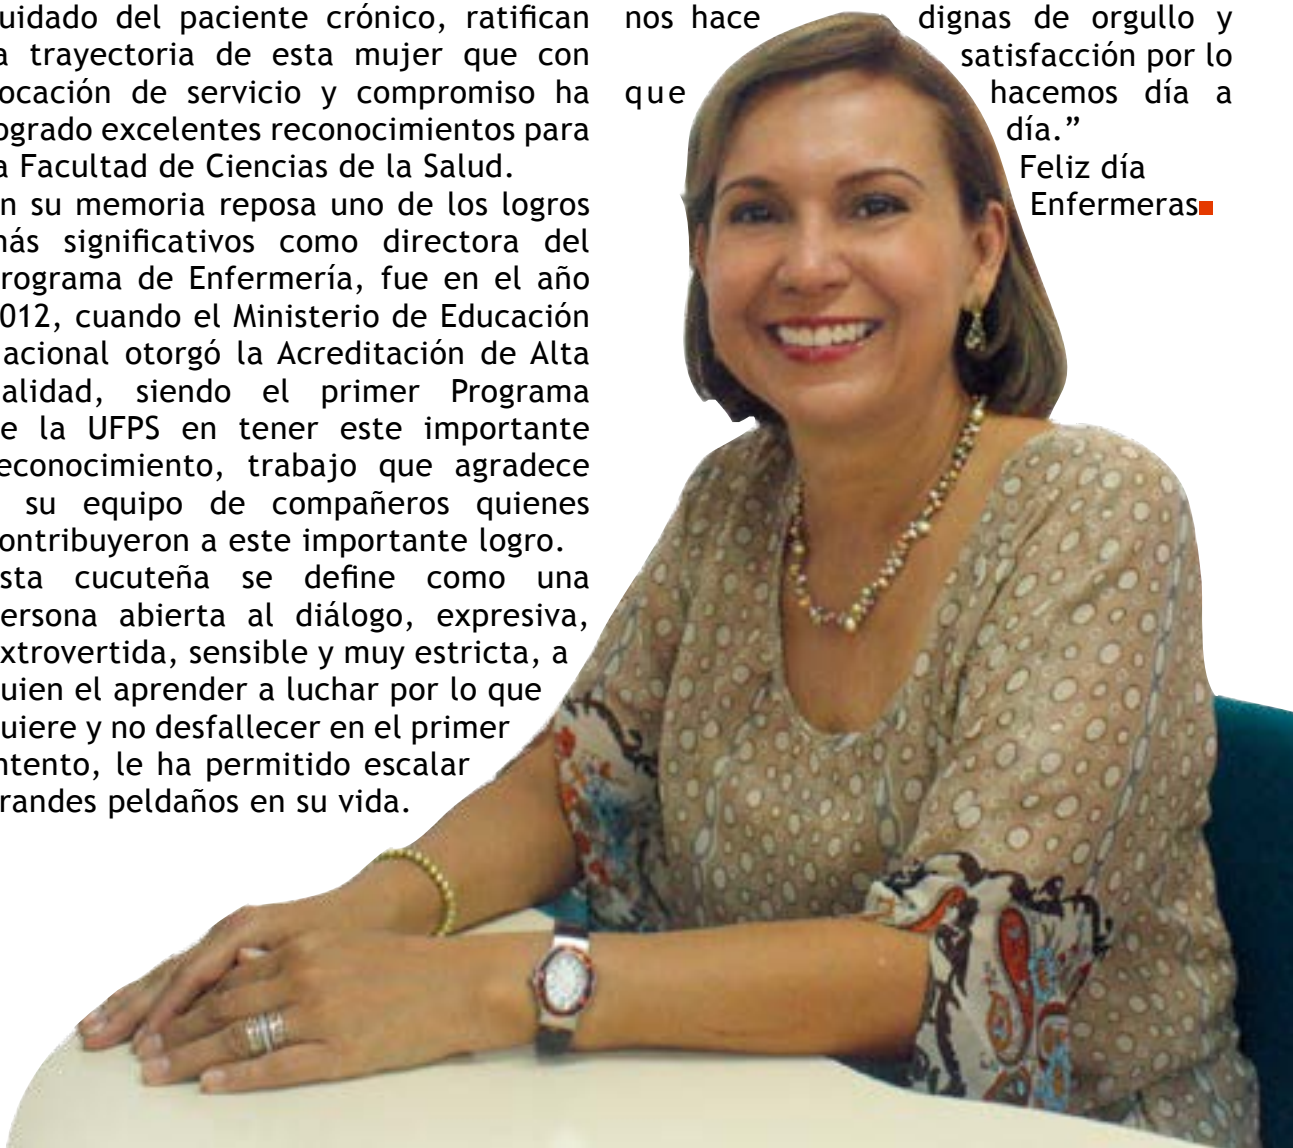 uidado del paciente crónico, ratifican
a trayectoria de esta mujer que con
ocación de servicio y compromiso ha
ogrado excelentes reconocimientos para
a Facultad de Ciencias de la Salud.
n su memoria reposa uno de los logros
más significativos como directora del
rograma de Enfermería, fue en el año
012, cuando el Ministerio de Educación
acional otorgó la Acreditación de Alta
alidad, siendo el primer Programa
e la UFPS en tener este importante
econocimiento, trabajo que agradece
su equipo de compañeros quienes
ontribuyeron a este importante logro.
sta cucuteña se define como una
ersona abierta al diálogo, expresiva,
xtrovertida, sensible y muy estricta, a
uien el aprender a luchar por lo que
uiere y no desfallecer en el primer
ntento, le ha permitido escalar
randes peldaños en su vida.
nos hace dignas de orgullo y
satisfacción por lo
que hacemos día a
día.”
Feliz día
Enfermeras